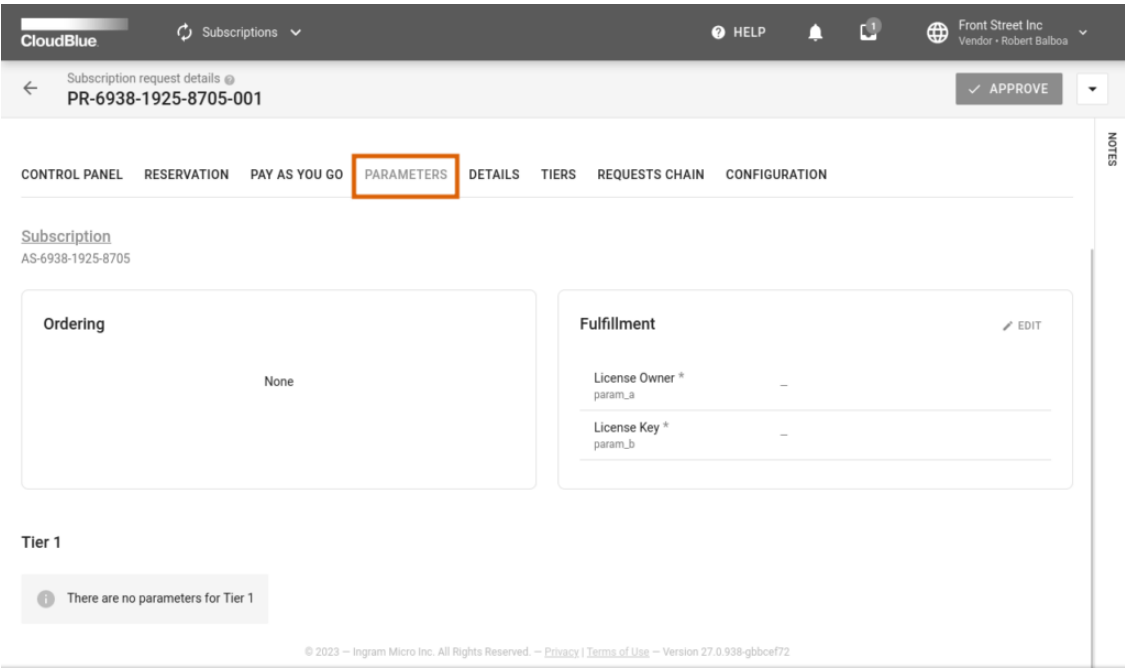 CloudBlue
Subscriptions
HELP
1
Front Street Inc
Vendor • Robert Balboa
Subscription request details
PR-6938-1925-8705-001
APPROVE
NOTES
CONTROL PANEL RESERVATION PAY AS YOU GO PARAMETERS DETAILS TIERS REQUESTS CHAIN CONFIGURATION
Subscription
AS-6938-1925-8705
Ordering
None
Fulfillment
EDIT
License Owner * –
param_a
License Key * –
param_b
Tier 1
There are no parameters for Tier 1
© 2023 – Ingram Micro Inc. All Rights Reserved. – Privacy | Terms of Use – Version 27.0.938-gbbcef72